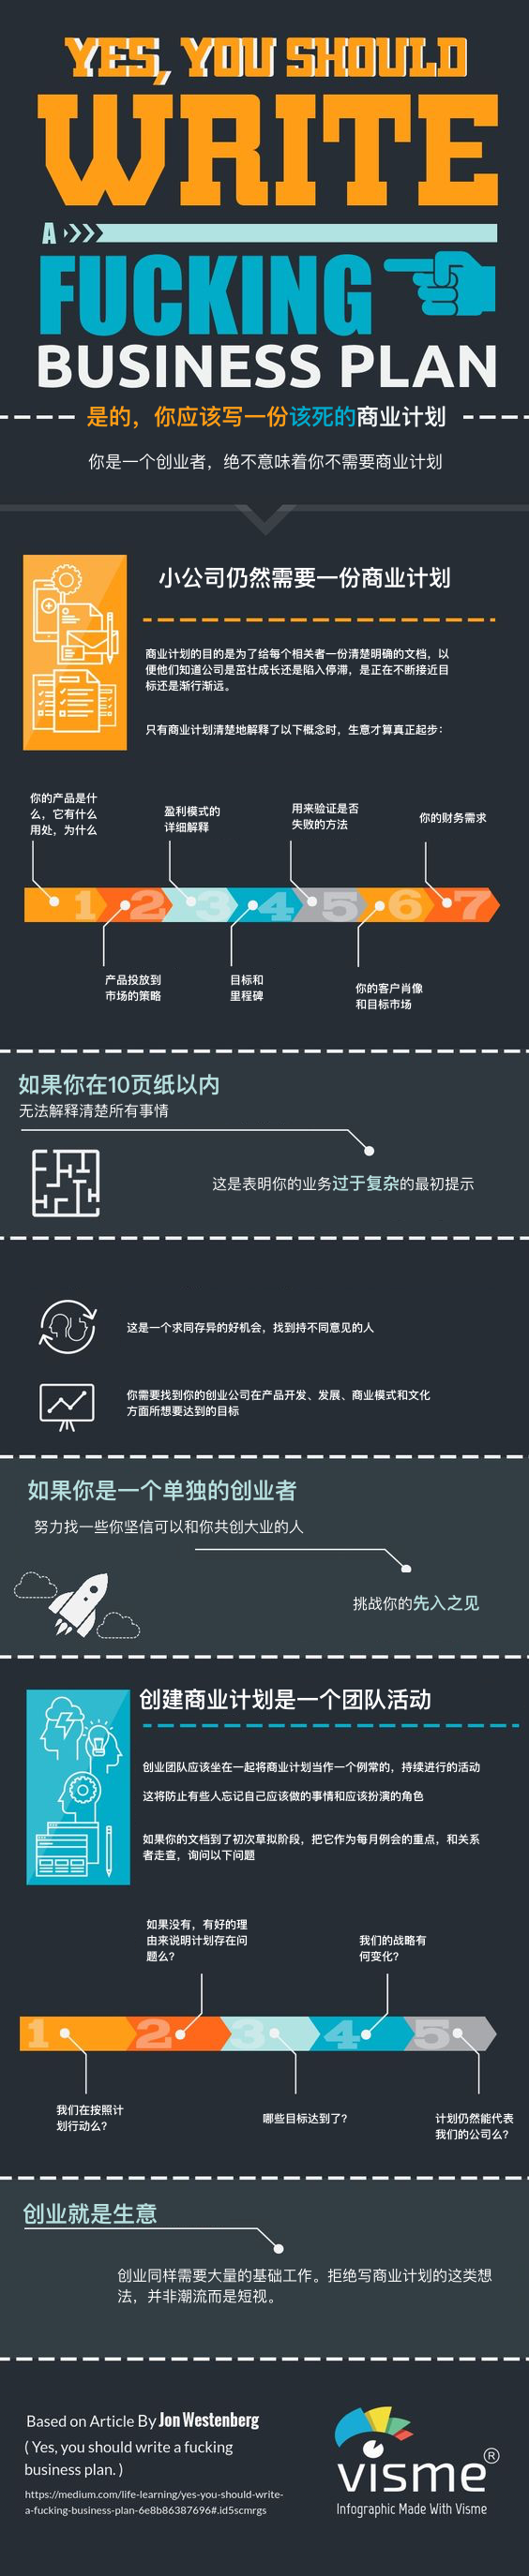 YES, YOU SHOULD
WRITE
A
FUCKING
BUSINESS PLAN
是的，你应该写一份该死的商业计划
你是一个创业者，绝不意味着你不需要商业计划
小公司仍然需要一份商业计划
商业计划的目的是为了给每个相关者一份清楚明确的文档，以
便他们知道公司是茁壮成长还是陷入停滞，是正在不断接近目
标还是渐行渐远。
只有商业计划清楚地解释了以下概念时，生意才算真正起步：
你的产品是什
么，它有什么
用处，为什么
盈利模式的
详细解释
用来验证是否
失败的方法
你的财务需求
1 2 3 4 5 6 7
产品投放到
市场的策略
目标和
里程碑
你的客户肖像
和目标市场
如果你在10页纸以内
无法解释清楚所有事情
这是表明你的业务过于复杂的最初提示
这是一个求同存异的好机会，找到持不同意见的人
你需要找到你的创业公司在产品开发、发展、商业模式和文化
方面所想要达到的目标
如果你是一个单独的创业者
努力找一些你坚信可以和你共创大业的人
挑战你的先入之见
创建商业计划是一个团队活动
创业团队应该坐在一起将商业计划当作一个例常的，持续进行的活动
这将防止有些人忘记自己应该做的事情和应该扮演的角色
如果你的文档到了初次草拟阶段，把它作为每月例会的重点，和关系
者走查，询问以下问题
如果没有，有好的理
由来说明计划存在问
题么?
我们的战略有
何变化?
1 2 3 4 5
我们在按照计
划行动么?
哪些目标达到了?
计划仍然能代表
我们的公司么?
创业就是生意
创业同样需要大量的基础工作。拒绝写商业计划的这类想
法，并非潮流而是短视。
Based on Article By Jon Westenberg
( Yes, you should write a fucking
business plan. )
https://medium.com/life-learning/yes-you-should-write-
a-fucking-business-plan-6e8b86387696#.id5scmrgs
visme®
Infographic Made With Visme